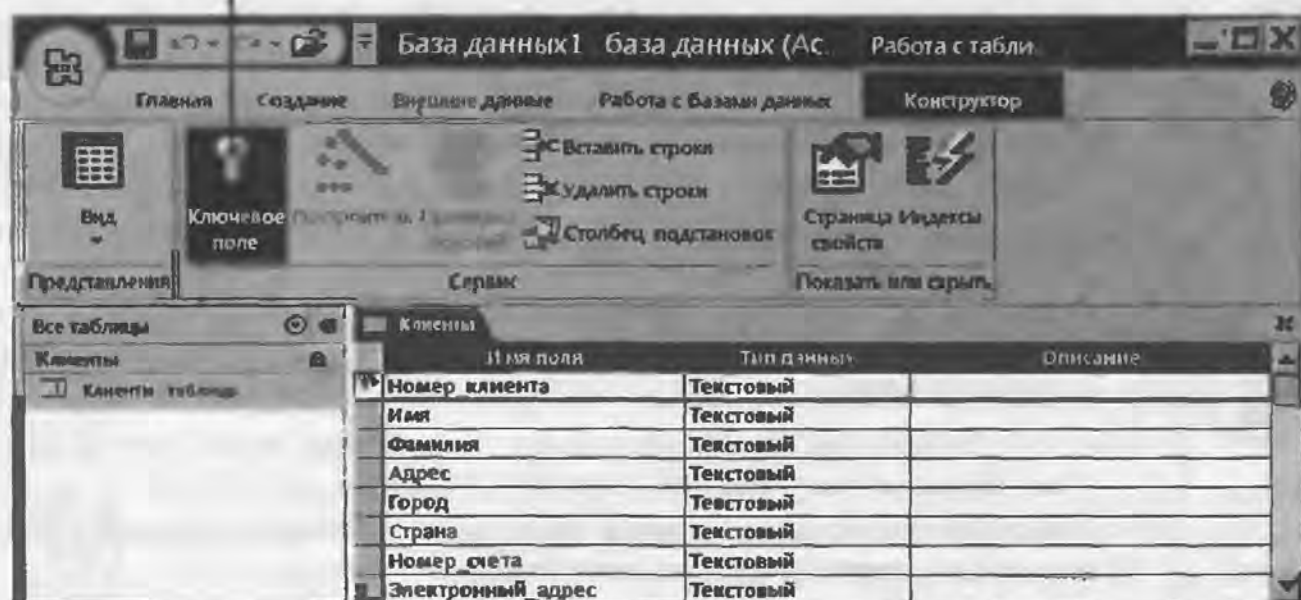 База данных1 база данных (Ac. Работа с табли
Главная Создание Внешние данные Работа с базами данных Конструктор
Вид
Ключевое поле
Вставить строки
Удалить строки
Столбец подстановок
Страница свойств
Индексы
Представления Сервис Показать или скрыть
Все таблицы
Клиенты
Клиенты таблица
Клиенты
Имя поля Тип данных Описание
Номер_клиента Текстовый
Имя Текстовый
Фамилия Текстовый
Адрес Текстовый
Город Текстовый
Страна Текстовый
Номер_счета Текстовый
Электронный_адрес Текстовый